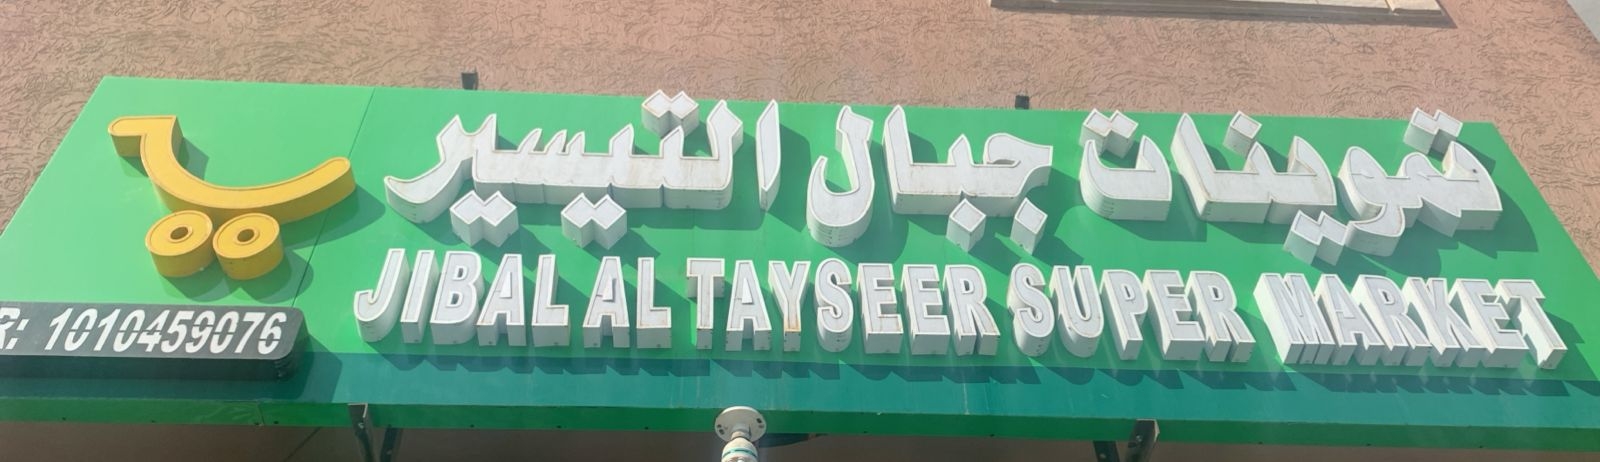 تموينات جبال التيسير
JIBAL AL TAYSEER SUPER MARKET
R: 1010459076